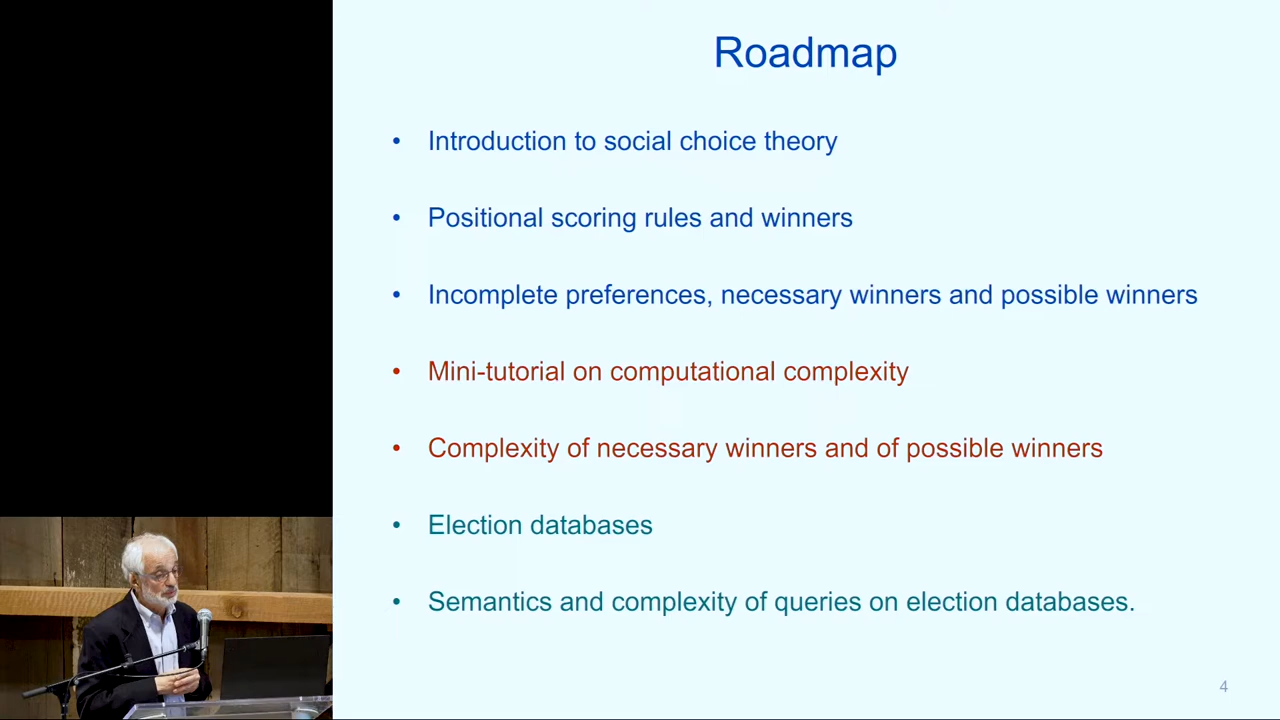 Roadmap
• Introduction to social choice theory
• Positional scoring rules and winners
• Incomplete preferences, necessary winners and possible winners
• Mini-tutorial on computational complexity
• Complexity of necessary winners and of possible winners
• Election databases
• Semantics and complexity of queries on election databases.
4